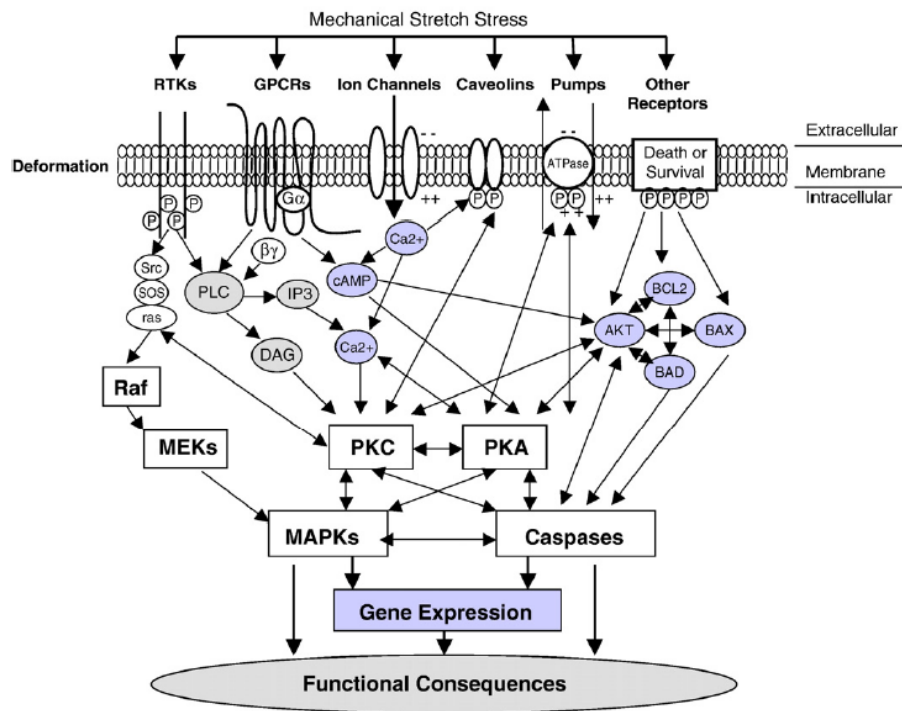 Mechanical Stretch Stress
RTKs GPCRs Ion Channels Caveolins Pumps Other
Receptors
Extracellular
Deformation
Membrane
Intracellular
- -
- -
ATPase
Death or
Survival
Gα
++
P P
P P
++
++
P P P P
P P
P P
Ca2+
βγ
Src
SOS
ras
PLC
IP3
cAMP
BCL2
AKT
BAX
BAD
DAG
Ca2+
Raf
MEKs
PKC
PKA
MAPKs
Caspases
Gene Expression
Functional Consequences